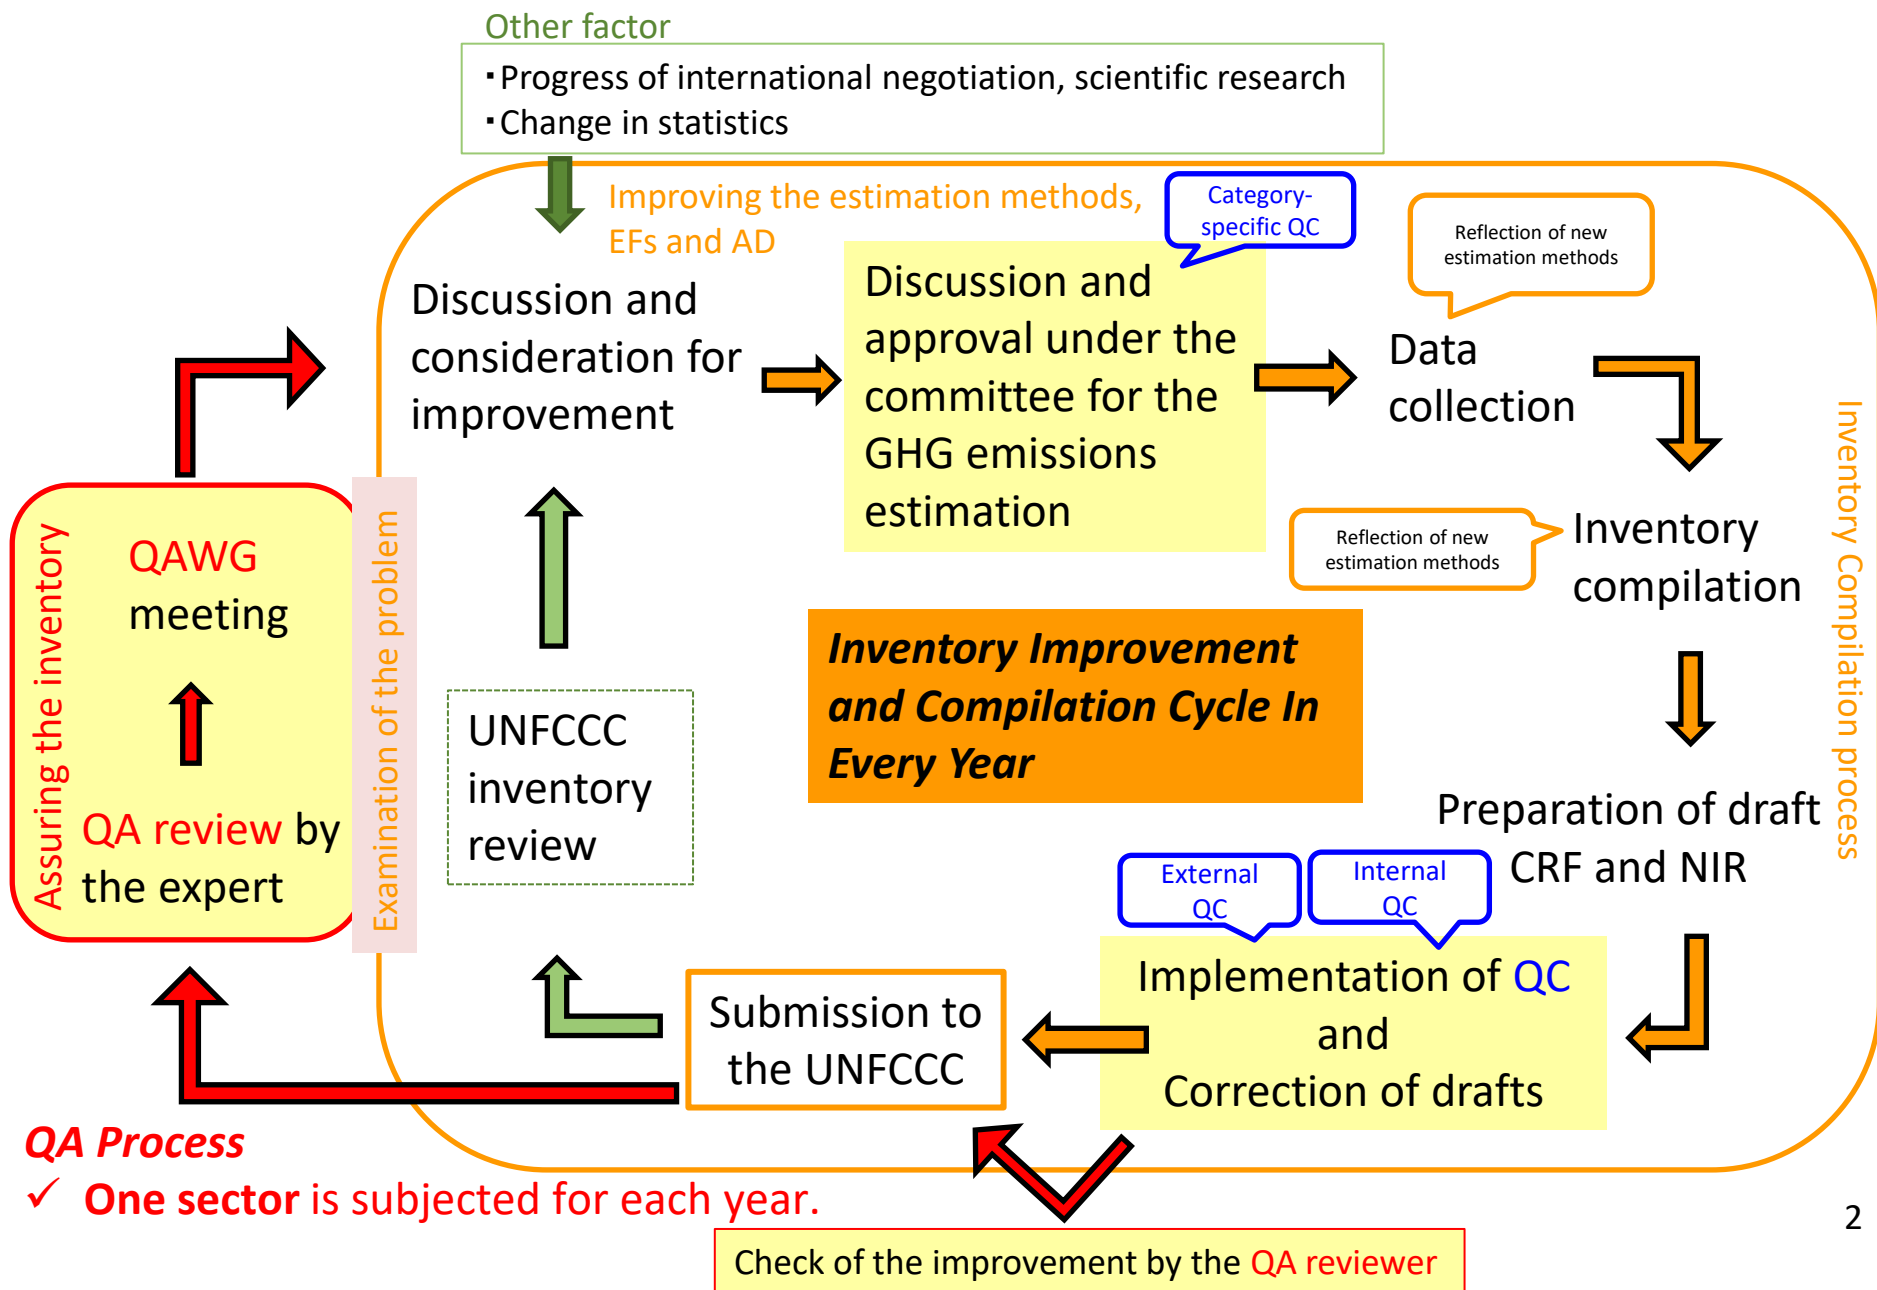 Other factor
▪Progress of international negotiation, scientific research
▪Change in statistics
Improving the estimation methods,
EFs and AD
Category-
specific QC
Reflection of new
estimation methods
Discussion and
consideration for
improvement
Discussion and
approval under the
committee for the
GHG emissions
estimation
Data
collection
Reflection of new
estimation methods
Inventory
compilation
Inventory Compilation process
Assuring the inventory
QAWG
meeting
QA review by
the expert
Examination of the problem
UNFCCC
inventory
review
Inventory Improvement
and Compilation Cycle In
Every Year
Preparation of draft
CRF and NIR
External
QC
Internal
QC
Implementation of QC
and
Correction of drafts
Submission to
the UNFCCC
QA Process
✓ One sector is subjected for each year.
Check of the improvement by the QA reviewer
2